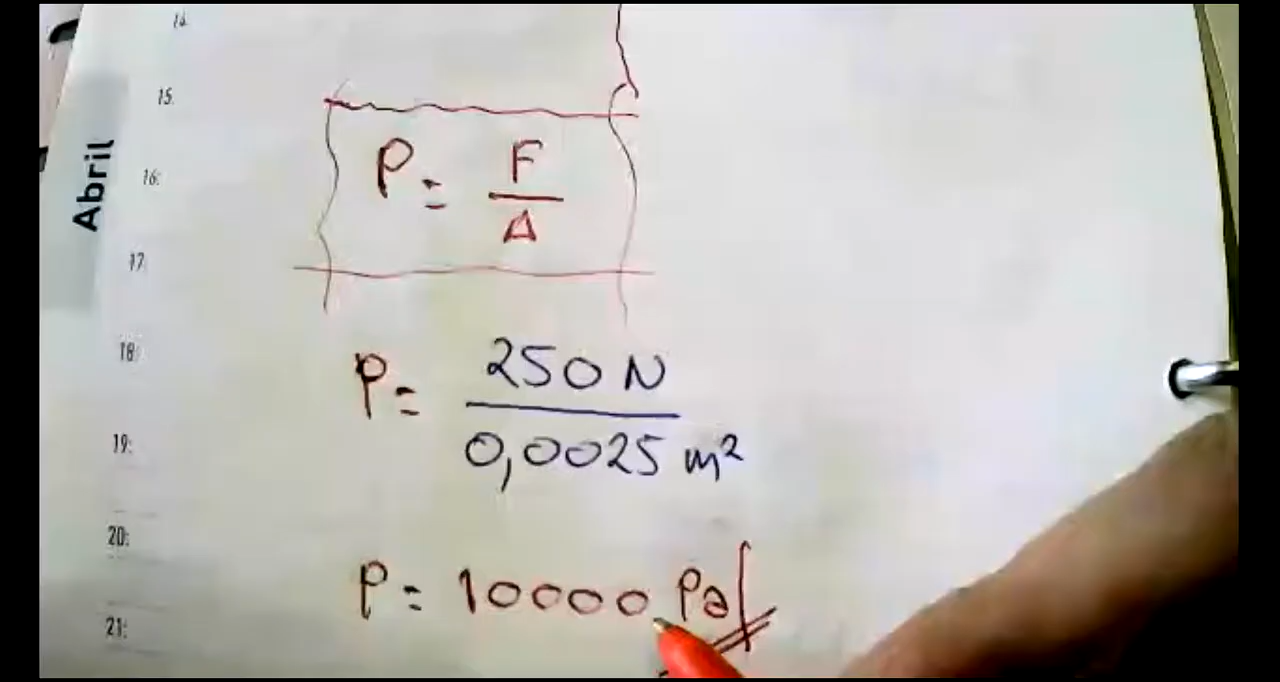 14
15:
P = F / A
16:
Abril
17:
18:
P = 250 N / 0,0025 m²
19:
20:
P = 10000 Pa
21: